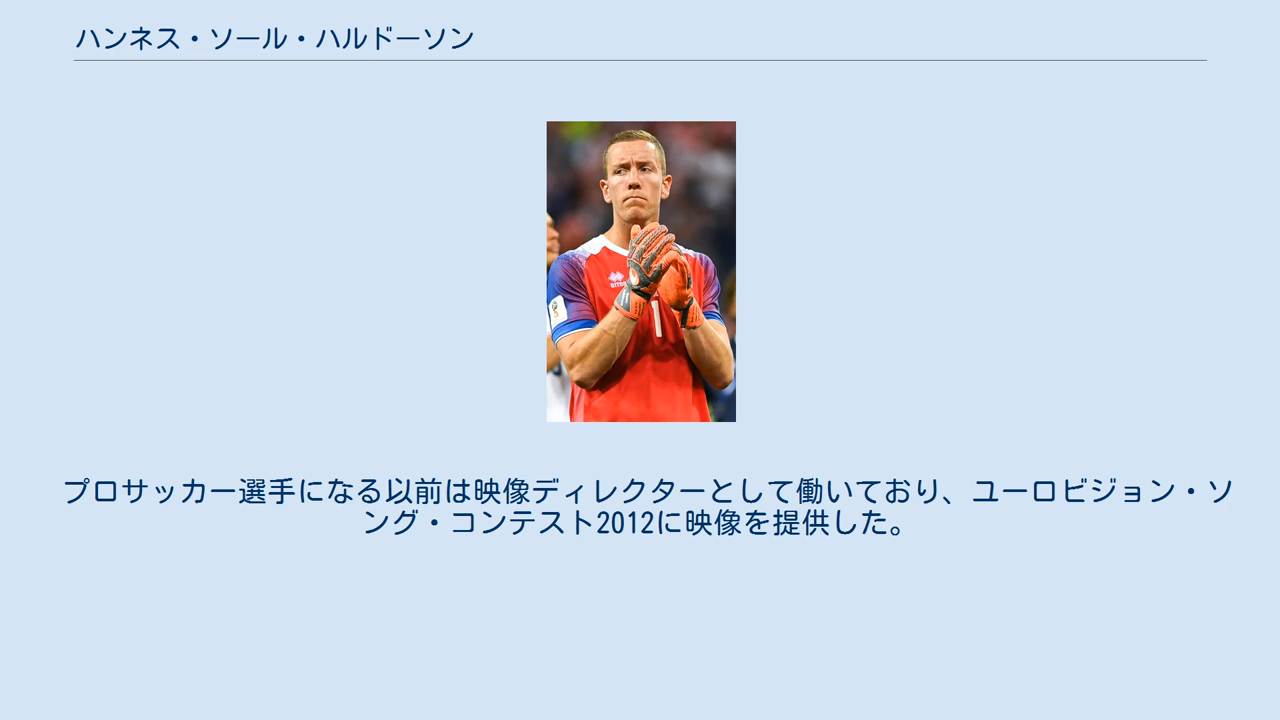 ハンネス・ソール・ハルドーソン
1
プロサッカー選手になる以前は映像ディレクターとして働いており、ユーロビジョン・ソ
ング・コンテスト2012に映像を提供した。